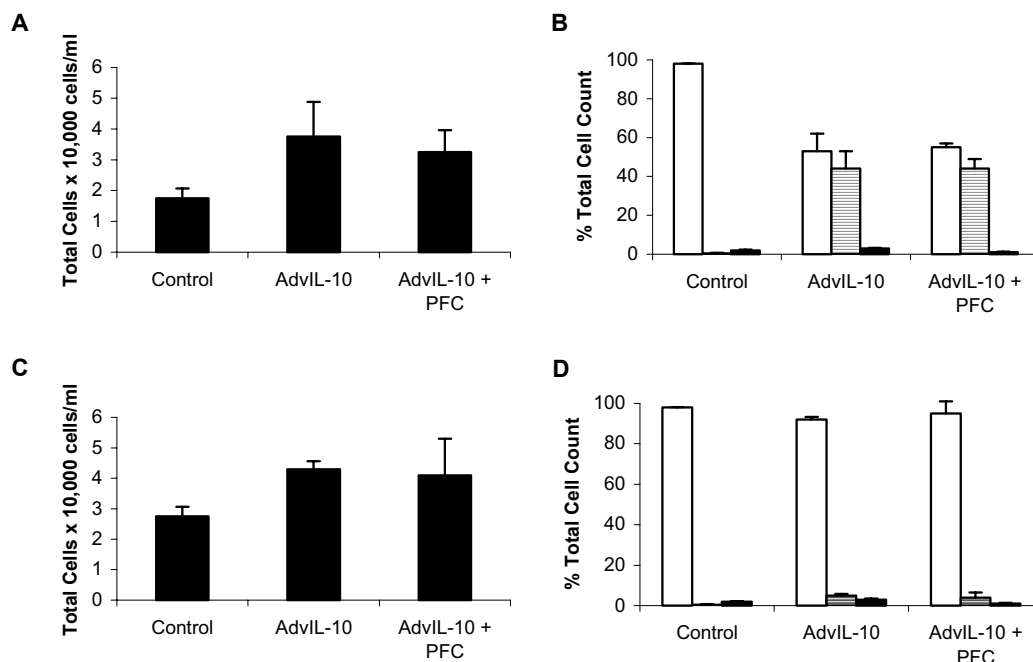 A
Total Cells x 10,000 cells/ml
6
5
4
3
2
1
0
Control
AdvIL-10
AdvIL-10 +
PFC
B
% Total Cell Count
100
80
60
40
20
0
Control
AdvIL-10
AdvIL-10 +
PFC
C
Total Cells x 10,000 cells/ml
6
5
4
3
2
1
0
Control
AdvIL-10
AdvIL-10 +
PFC
D
% Total Cell Count
100
80
60
40
20
0
Control
AdvIL-10
AdvIL-10 +
PFC